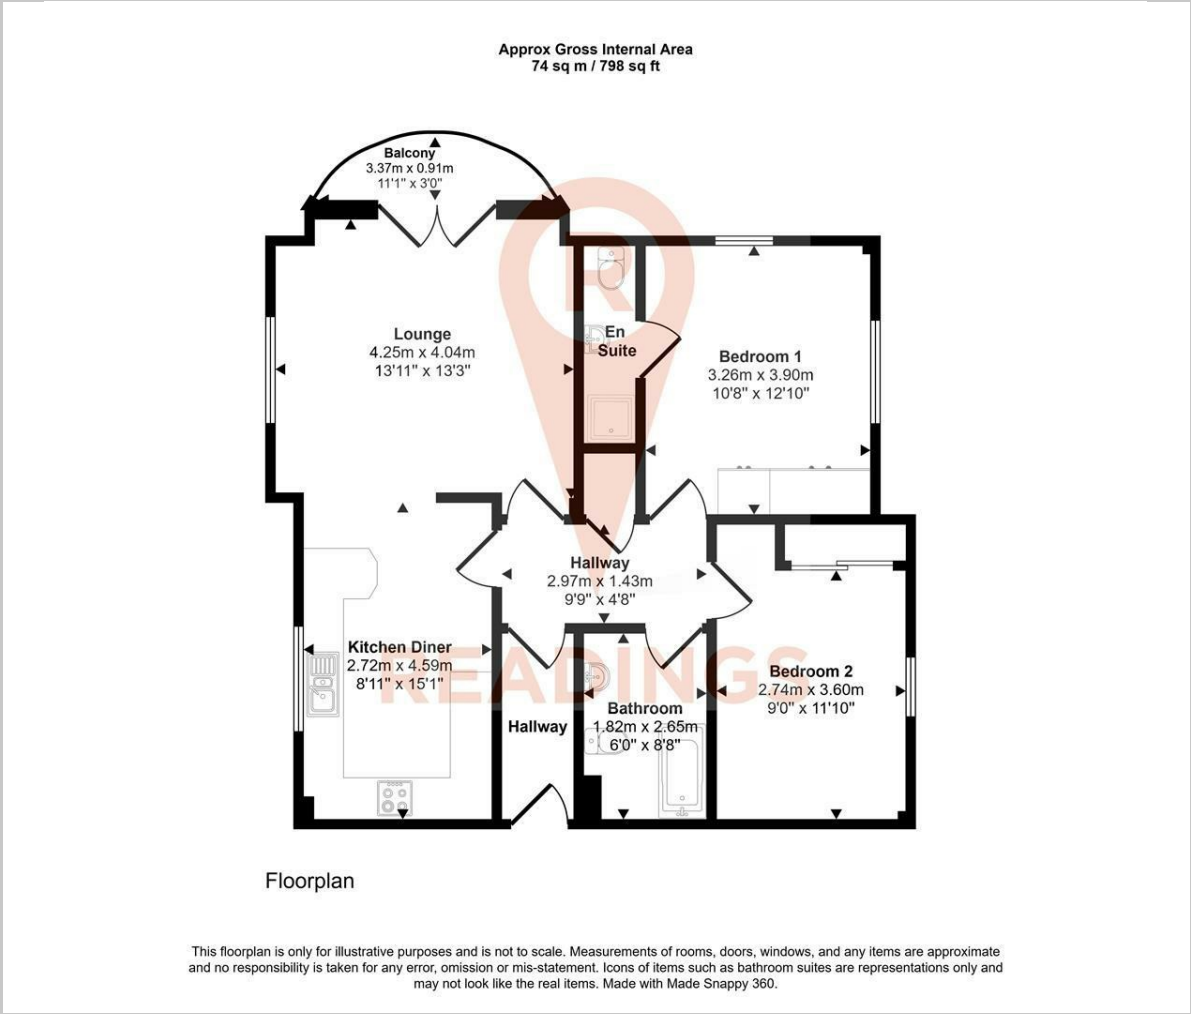 Approx Gross Internal Area
74 sq m / 798 sq ft
Balcony
3.37m x 0.91m
11'1" x 3'0"
R
Lounge
4.25m x 4.04m
13'11" x 13'3"
En
Suite
Bedroom 1
3.26m x 3.90m
10'8" x 12'10"
Hallway
2.97m x 1.43m
9'9" x 4'8"
Kitchen Diner
2.72m x 4.59m
8'11" x 15'1"
READINGS
Bedroom 2
2.74m x 3.60m
9'0" x 11'10"
Hallway
Bathroom
1.82m x 2.65m
6'0" x 8'8"
Floorplan
This floorplan is only for illustrative purposes and is not to scale. Measurements of rooms, doors, windows, and any items are approximate
and no responsibility is taken for any error, omission or mis-statement. Icons of items such as bathroom suites are representations only and
may not look like the real items. Made with Made Snappy 360.